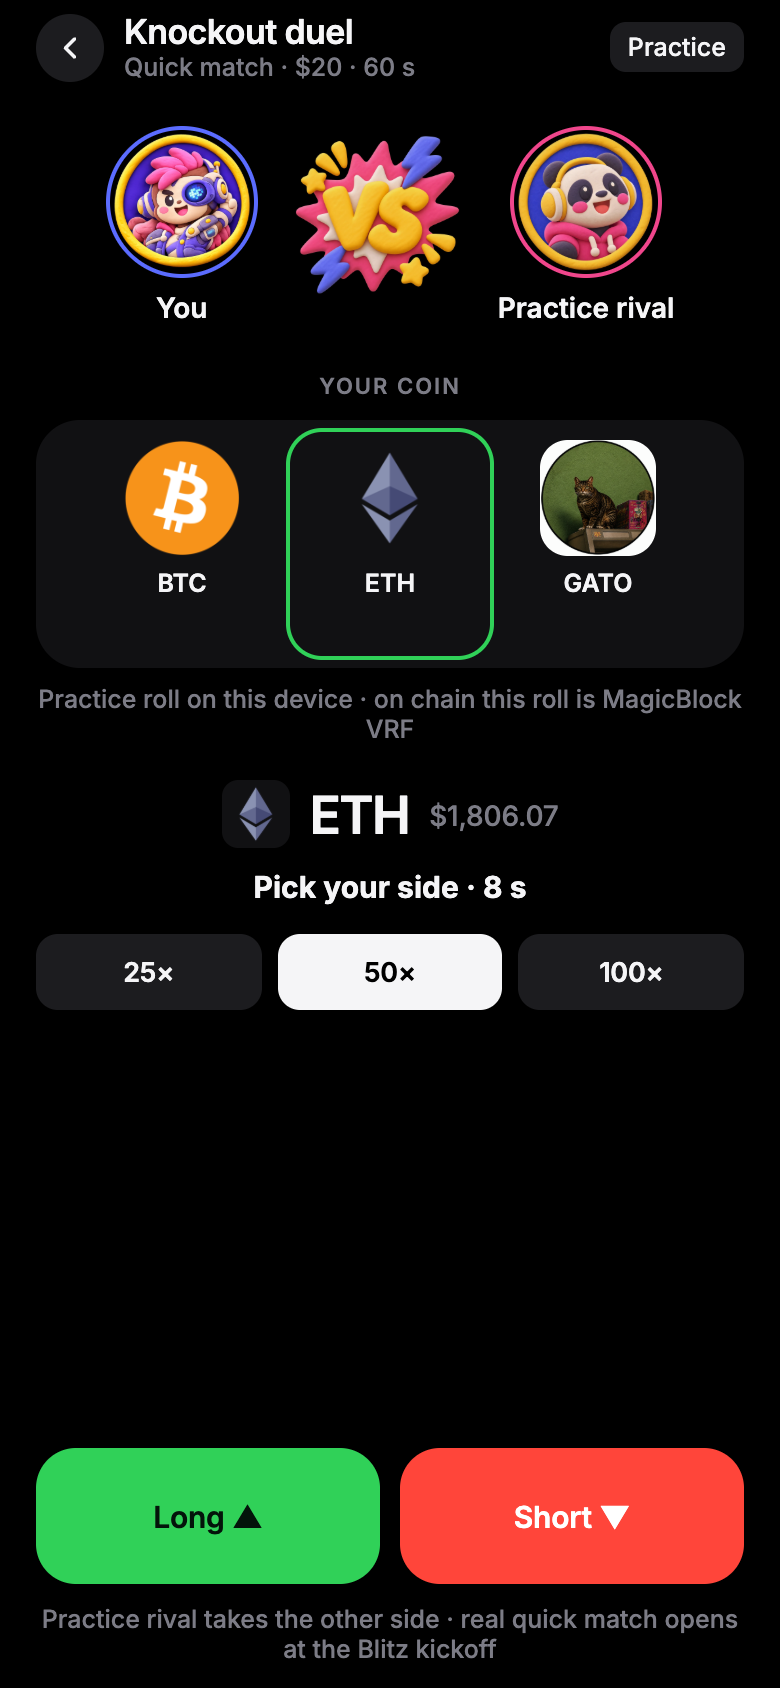 Knockout duel
Quick match · $20 · 60 s
Practice
VS
You
Practice rival
YOUR COIN
BTC
ETH
GATO
Practice roll on this device · on chain this roll is MagicBlock
VRF
ETH $1,806.07
Pick your side · 8 s
25×
50×
100×
Long ▲
Short ▼
Practice rival takes the other side · real quick match opens
at the Blitz kickoff